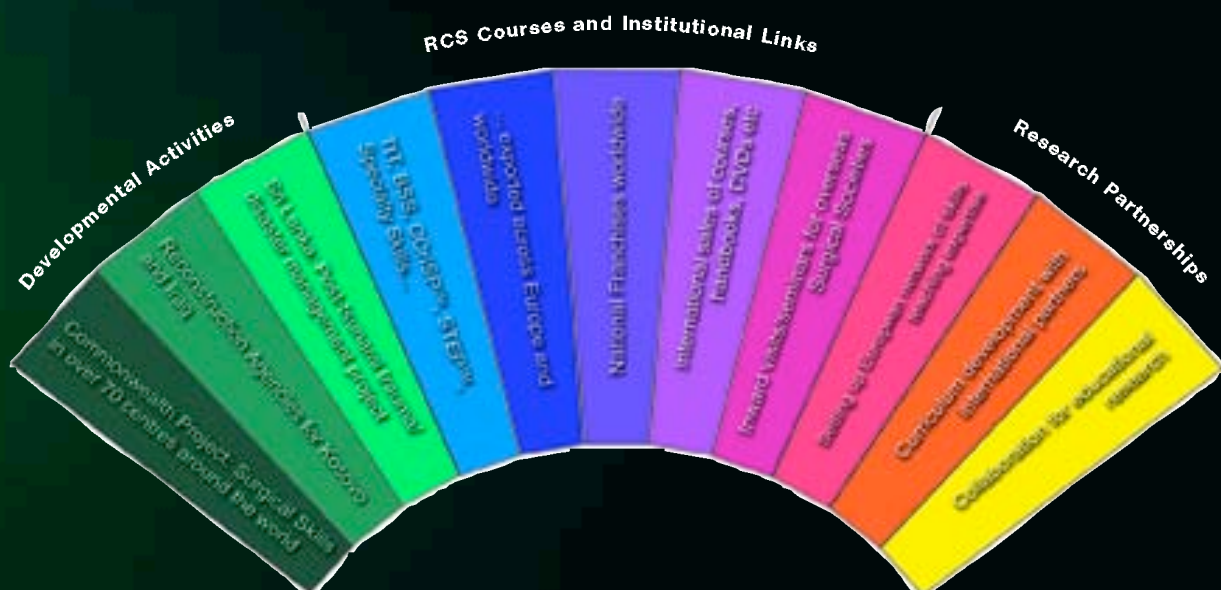 RCS Courses and Institutional Links
Developmental Activities
Research Partnerships
Commonwealth Project. Surgical Skills
in over 70 centres around the world
Reconstruction Agencies for Kosovo
and Iraq
Sri Lanka: Post tsunami trauma/
disaster management project
TT, BSS, CCrISP®, STEP®,
Specialty Skills...
... exported across Europe and
worldwide
National Franchises worldwide
International sales of courses,
handbooks, etc
Inward visits/seminars for overseas
Surgical Societies
Setting up European network of skills
teaching expertise
Curriculum development with
international partners
Collaboration for educational
research